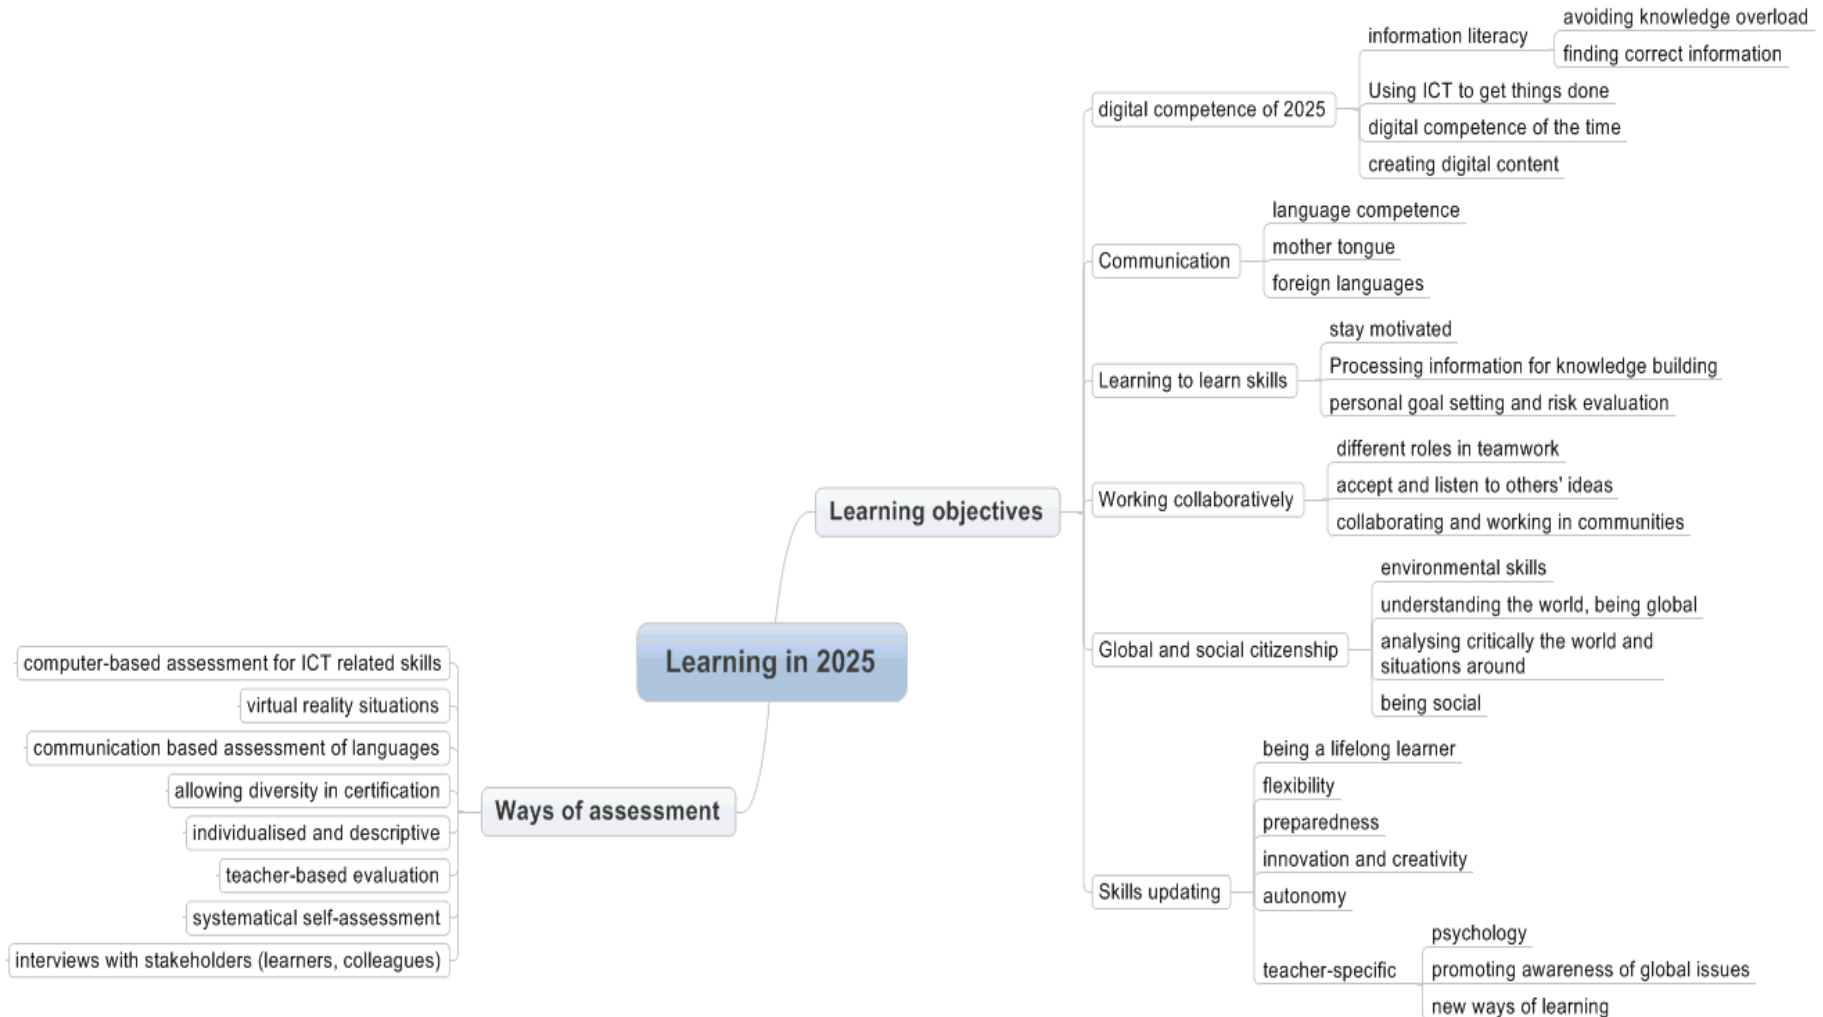 Learning in 2025
Learning objectives
digital competence of 2025
information literacy
avoiding knowledge overload
finding correct information
Using ICT to get things done
digital competence of the time
creating digital content
Communication
language competence
mother tongue
foreign languages
Learning to learn skills
stay motivated
Processing information for knowledge building
personal goal setting and risk evaluation
Working collaboratively
different roles in teamwork
accept and listen to others' ideas
collaborating and working in communities
Global and social citizenship
environmental skills
understanding the world, being global
analysing critically the world and
situations around
being social
Skills updating
being a lifelong learner
flexibility
preparedness
innovation and creativity
autonomy
teacher-specific
psychology
promoting awareness of global issues
new ways of learning
Ways of assessment
computer-based assessment for ICT related skills
virtual reality situations
communication based assessment of languages
allowing diversity in certification
individualised and descriptive
teacher-based evaluation
systematical self-assessment
interviews with stakeholders (learners, colleagues)